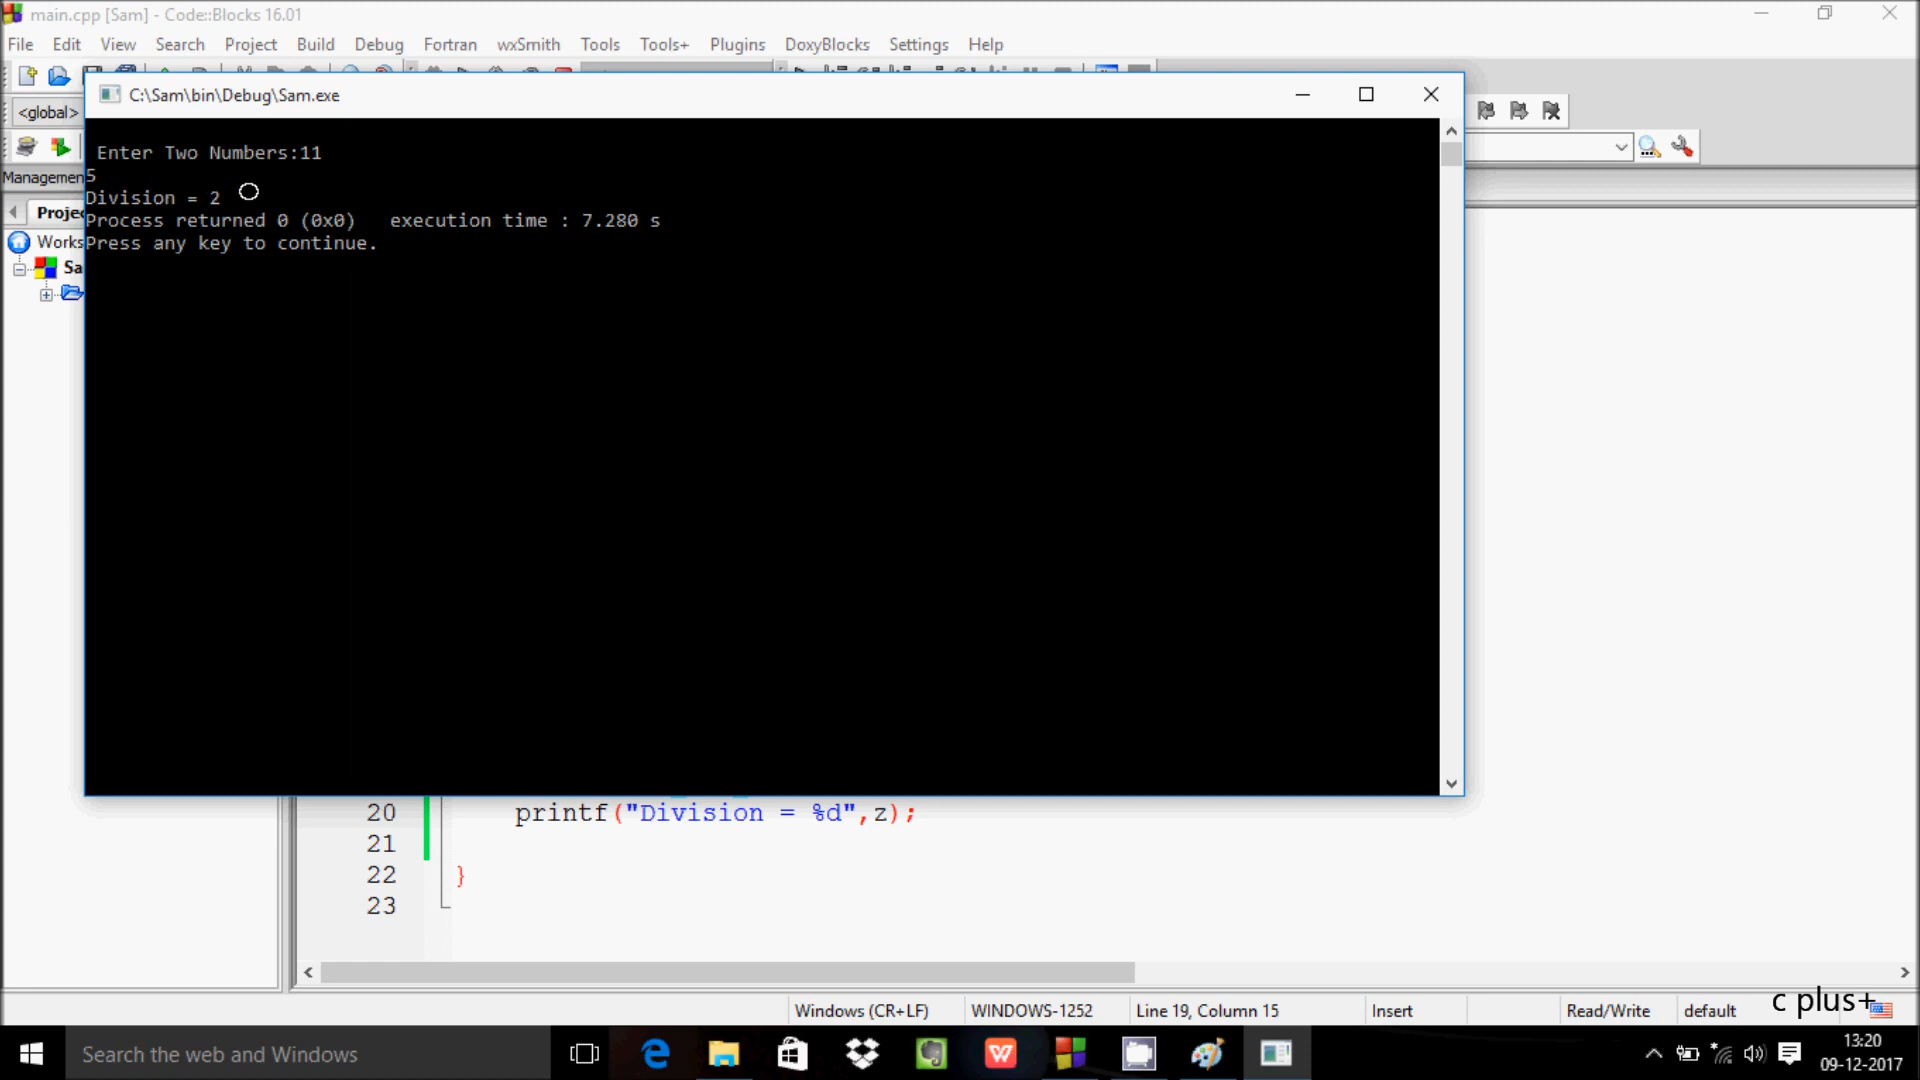 main.cpp [Sam] - Code::Blocks 16.01
File Edit View Search Project Build Debug Fortran wxSmith Tools Tools+ Plugins DoxyBlocks Settings Help
C:\Sam\bin\Debug\Sam.exe
<global>
Enter Two Numbers:11
5
Division = 2
Process returned 0 (0x0)   execution time : 7.280 s
Press any key to continue.
Managemen
Projec
Works
Sa
20 printf("Division = %d",z);
21
22 }
23
Windows (CR+LF) WINDOWS-1252 Line 19, Column 15 Insert Read/Write default
c plus+
Search the web and Windows
13:20
09-12-2017